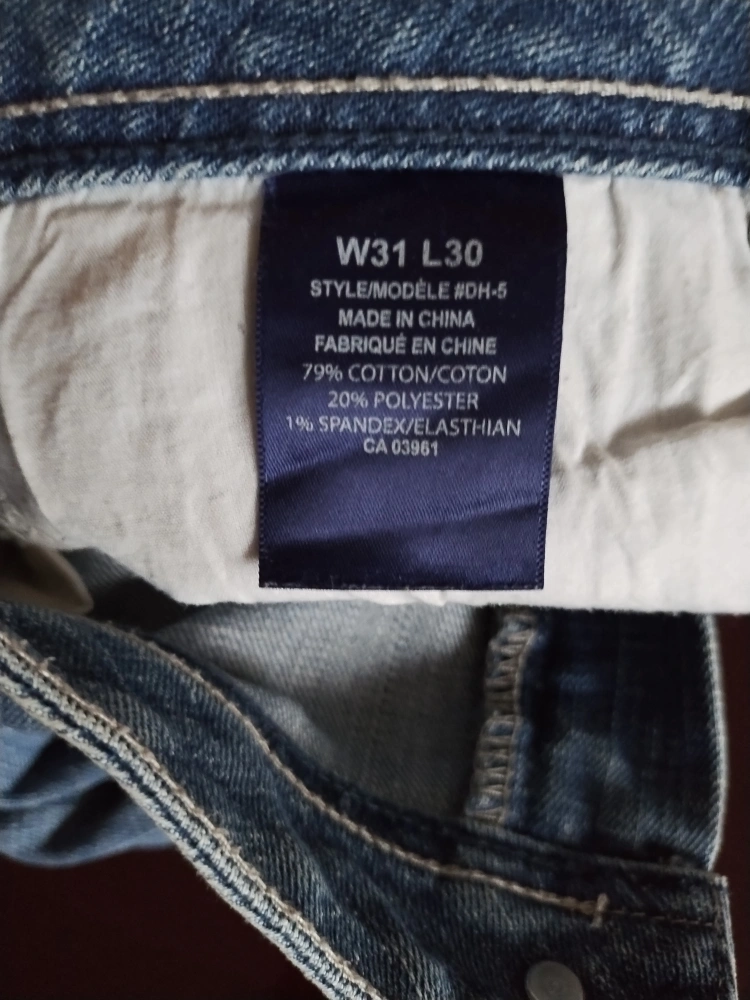 W31 L30
STYLE/MODÈLE #DH-5
MADE IN CHINA
FABRIQUÉ EN CHINE
79% COTTON/COTON
20% POLYESTER
1% SPANDEX/ELASTHIAN
CA 03961